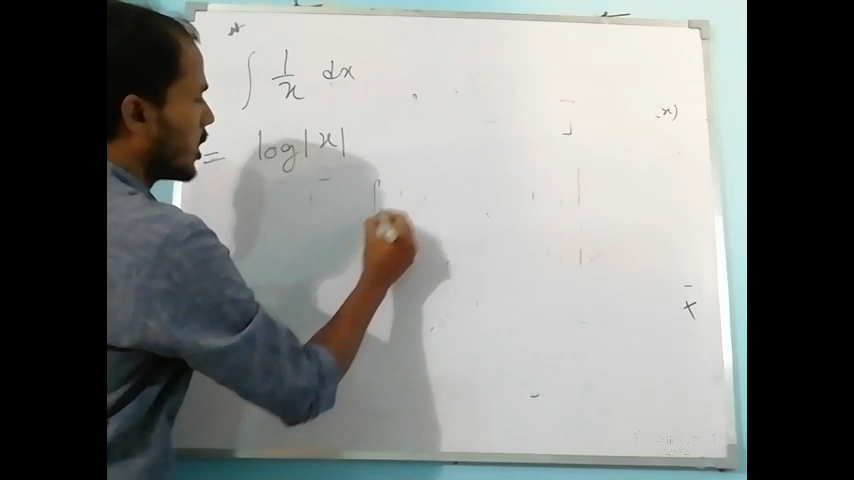 ∫ 1/x dx
= log|x|
∫
x)